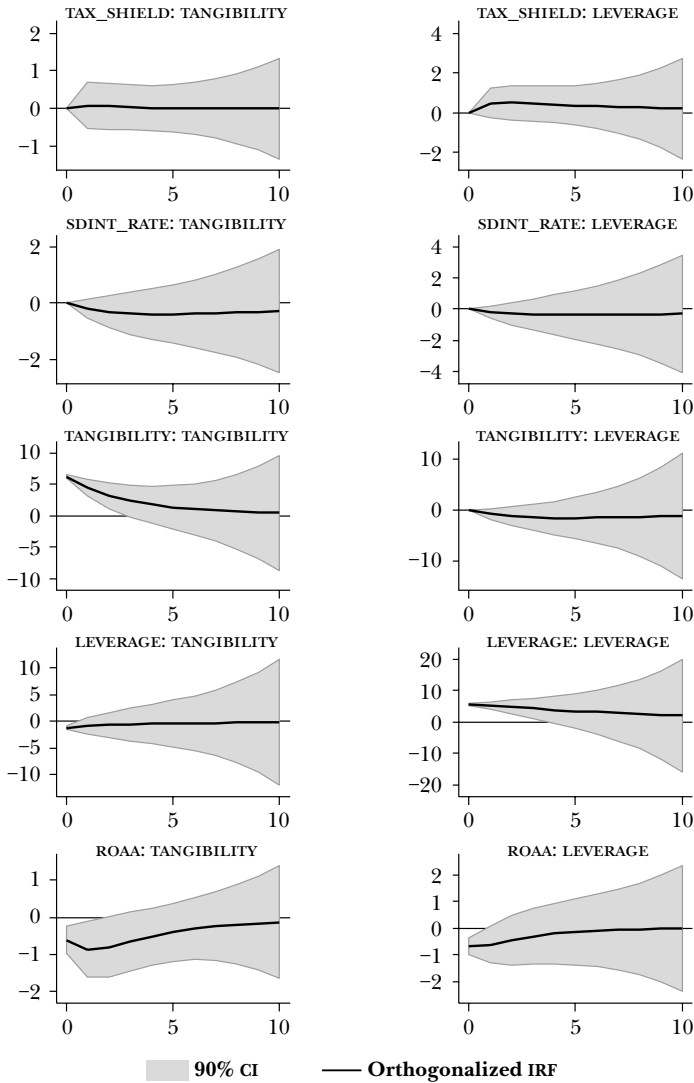 TAX_SHIELD: TANGIBILITY
2
1
0
−1
0 5 10
TAX_SHIELD: LEVERAGE
4
2
0
−2
0 5 10
SDINT_RATE: TANGIBILITY
2
0
−2
0 5 10
SDINT_RATE: LEVERAGE
4
2
0
−2
−4
0 5 10
TANGIBILITY: TANGIBILITY
10
5
0
−5
−10
0 5 10
TANGIBILITY: LEVERAGE
10
0
−10
0 5 10
LEVERAGE: TANGIBILITY
10
5
0
−5
−10
0 5 10
LEVERAGE: LEVERAGE
20
10
0
−10
−20
0 5 10
ROAA: TANGIBILITY
1
0
−1
−2
0 5 10
ROAA: LEVERAGE
2
1
0
−1
−2
0 5 10
90% CI Orthogonalized IRF